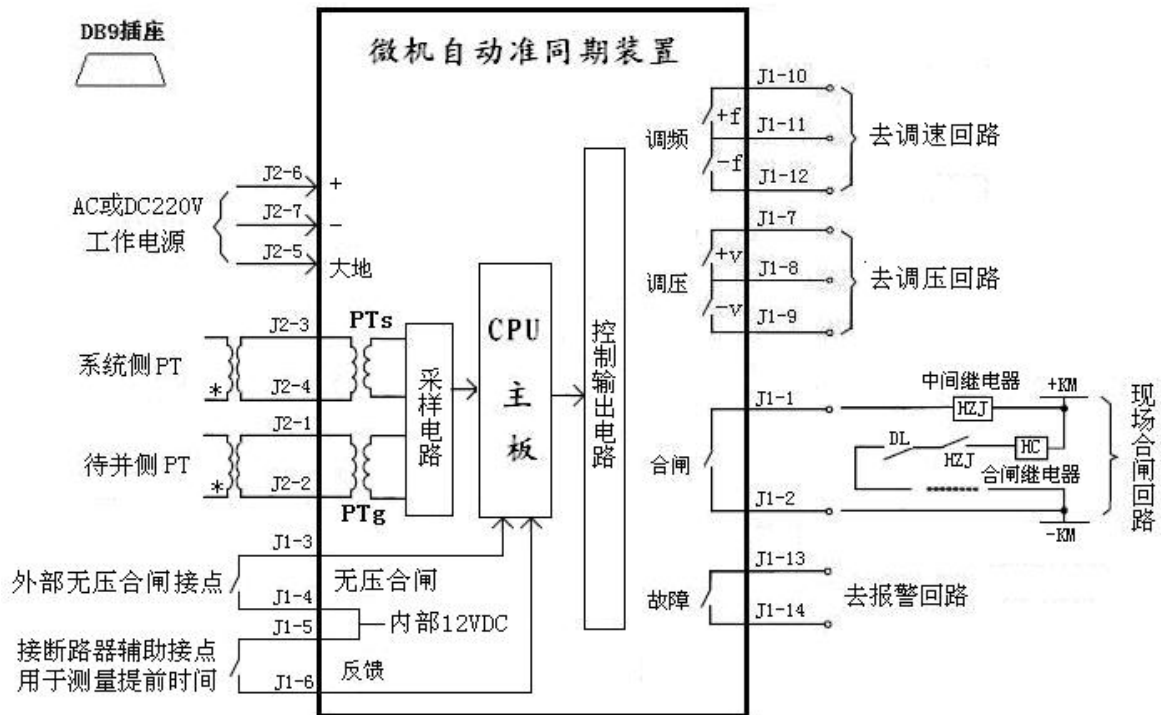 DB9插座
微机自动准同期装置
J2-6
+
AC或DC220V
工作电源
J2-7
-
J2-5
大地
系统侧PT
*
J2-3
J2-4
PTs
待并侧PT
*
J2-1
J2-2
PTg
采样电路
CPU
主
板
控制输出电路
外部无压合闸接点
J1-3
J1-4
无压合闸
内部12VDC
接断路器辅助接点
用于测量提前时间
J1-5
J1-6
反馈
调频
+f
-f
J1-10
J1-11
J1-12
去调速回路
调压
+v
-v
J1-7
J1-8
J1-9
去调压回路
合闸
J1-1
J1-2
中间继电器
HZJ
+KM
DL
HZJ
HC
合闸继电器
-KM
现场合闸回路
故障
J1-13
J1-14
去报警回路